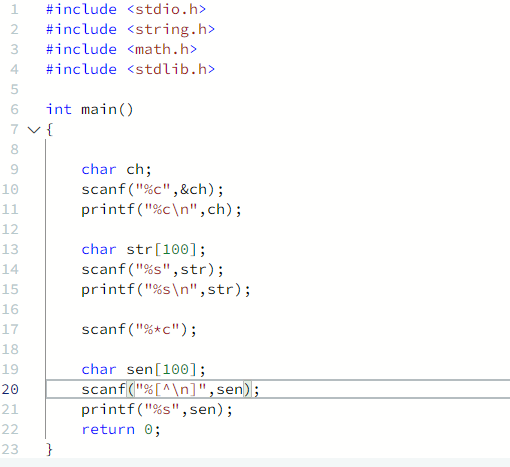 1 #include <stdio.h>
2 #include <string.h>
3 #include <math.h>
4 #include <stdlib.h>
5
6 int main()
7 {
8
9 char ch;
10 scanf("%c",&ch);
11 printf("%c\n",ch);
12
13 char str[100];
14 scanf("%s",str);
15 printf("%s\n",str);
16
17 scanf("%*c");
18
19 char sen[100];
20 scanf("%[^\n]",sen);
21 printf("%s",sen);
22 return 0;
23 }